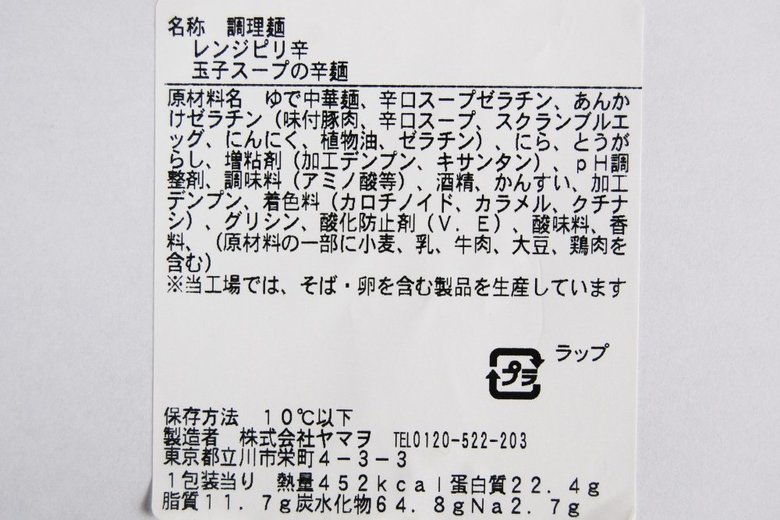 名称　調理麺
レンジピリ辛
玉子スープの辛麺
原材料名　ゆで中華麺、辛口スープゼラチン、あんか
けゼラチン（味付豚肉、辛口スープ、スクランブルエ
ッグ、にんにく、植物油、ゼラチン）、にら、とうが
らし、増粘剤（加工デンプン、キサンタン）、ｐＨ調
整剤、調味料（アミノ酸等）、酒精、かんすい、加工
デンプン、着色料（カロチノイド、カラメル、クチナ
シ）、グリシン、酸化防止剤（Ｖ．Ｅ）、酸味料、香
料、（原材料の一部に小麦、乳、牛肉、大豆、鶏肉を
含む）
※当工場では、そば・卵を含む製品を生産しています
プラ ラップ
保存方法　１０℃以下
製造者　株式会社ヤマヲ　TEL0120-522-203
東京都立川市栄町４－３－３
１包装当り　熱量４５２ｋｃａｌ蛋白質２２．４ｇ
脂質１１．７ｇ炭水化物６４．８ｇＮａ２．７ｇ